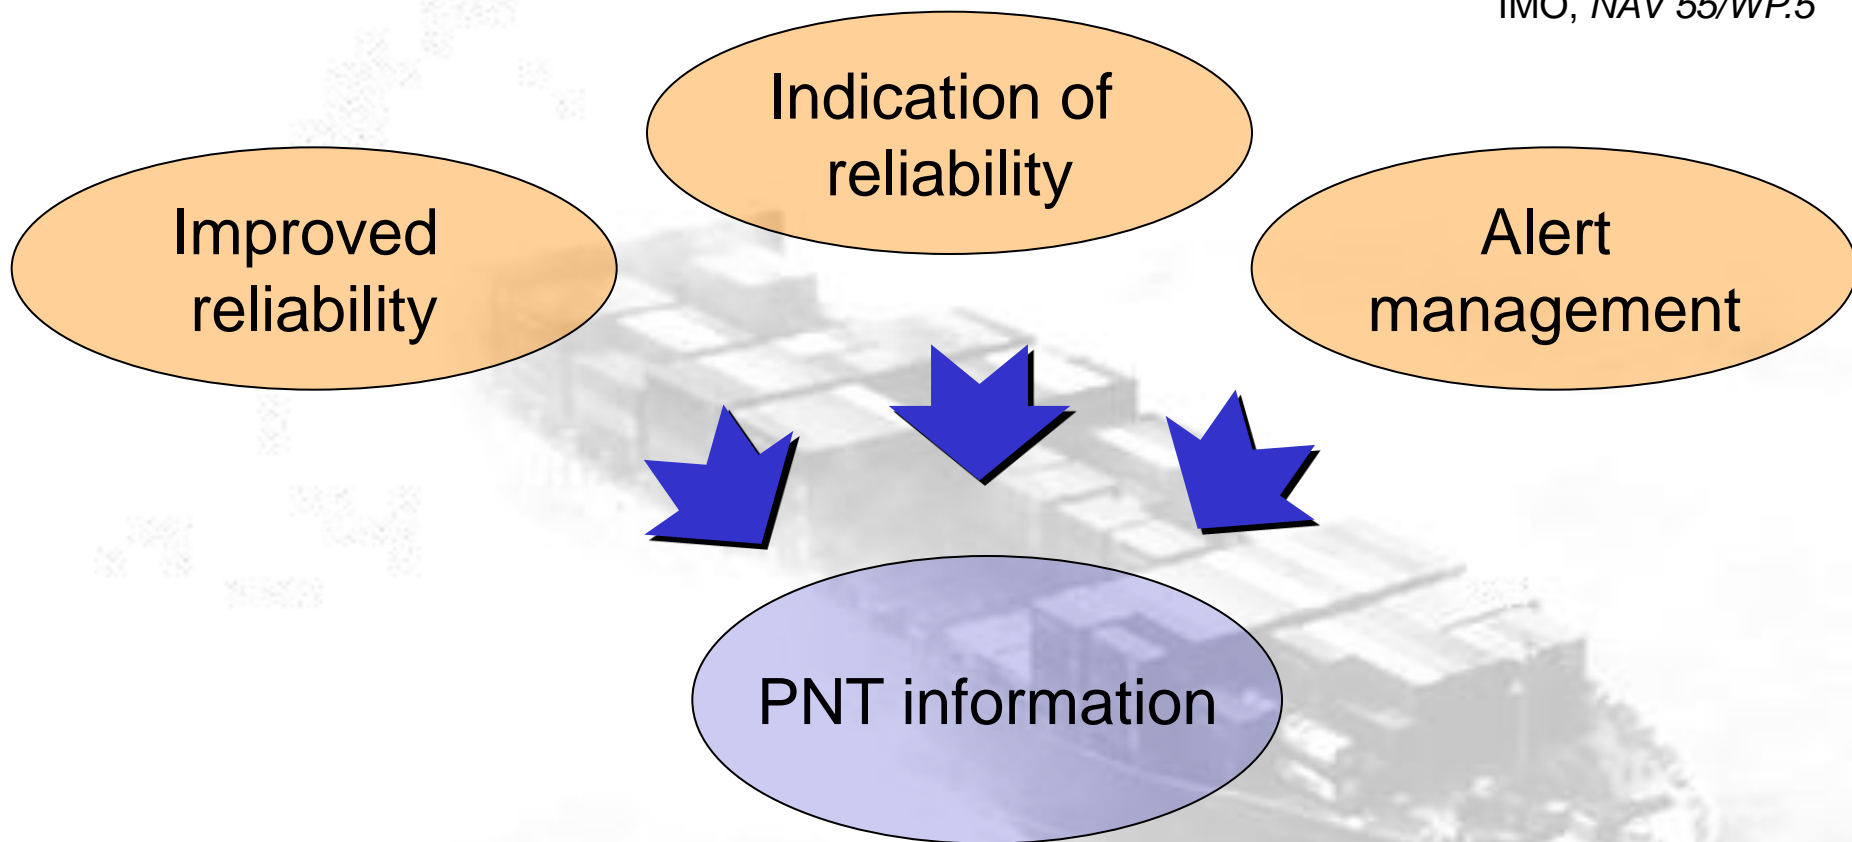 IMO, NAV 55/WP.5
Indication of
reliability
Improved
reliability
Alert
management
PNT information